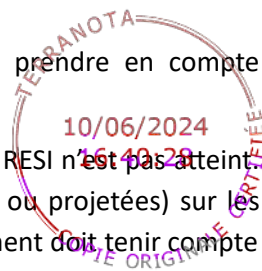 prendre en compte
TERRANOTA
10/06/2024
16:40:28
RESI n'est pas atteint.
ou projetées) sur les
ment doit tenir compte
COPIE ORIGINALE CERTIFIÉE